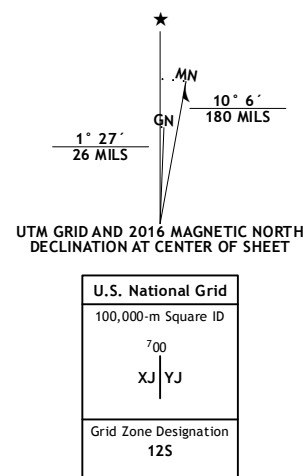 ★
MN
GN
10° 6´
180 MILS
1° 27´
26 MILS
UTM GRID AND 2016 MAGNETIC NORTH
DECLINATION AT CENTER OF SHEET
U.S. National Grid
100,000-m Square ID
⁷00
XJ YJ
Grid Zone Designation
12S